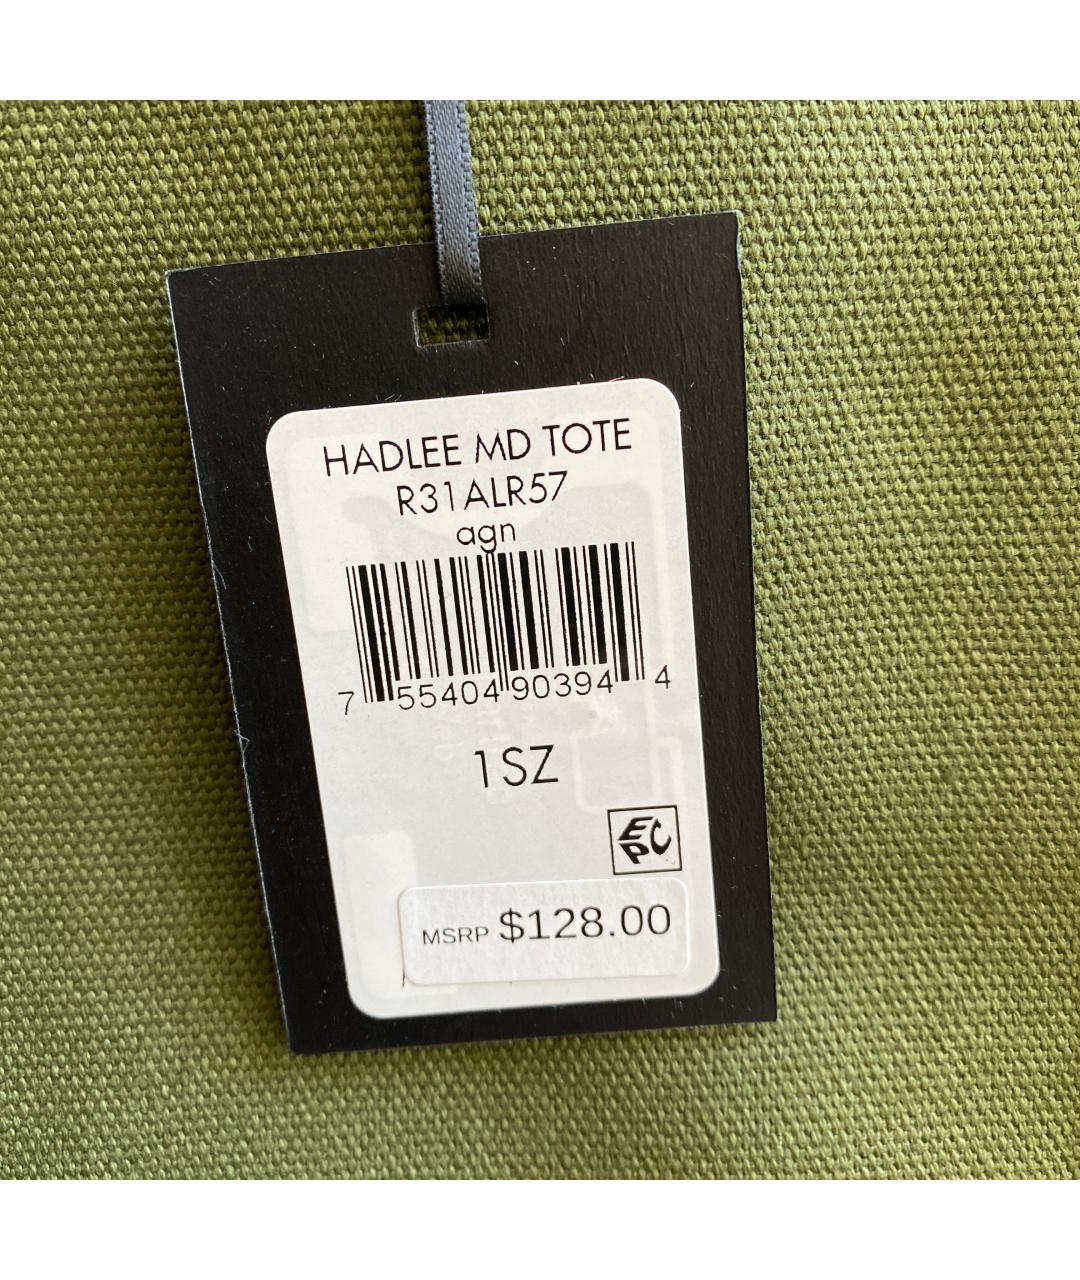 HADLEE MD TOTE
R31ALR57
agn
7 55404 90394 4
1SZ
EPC
MSRP $128.00